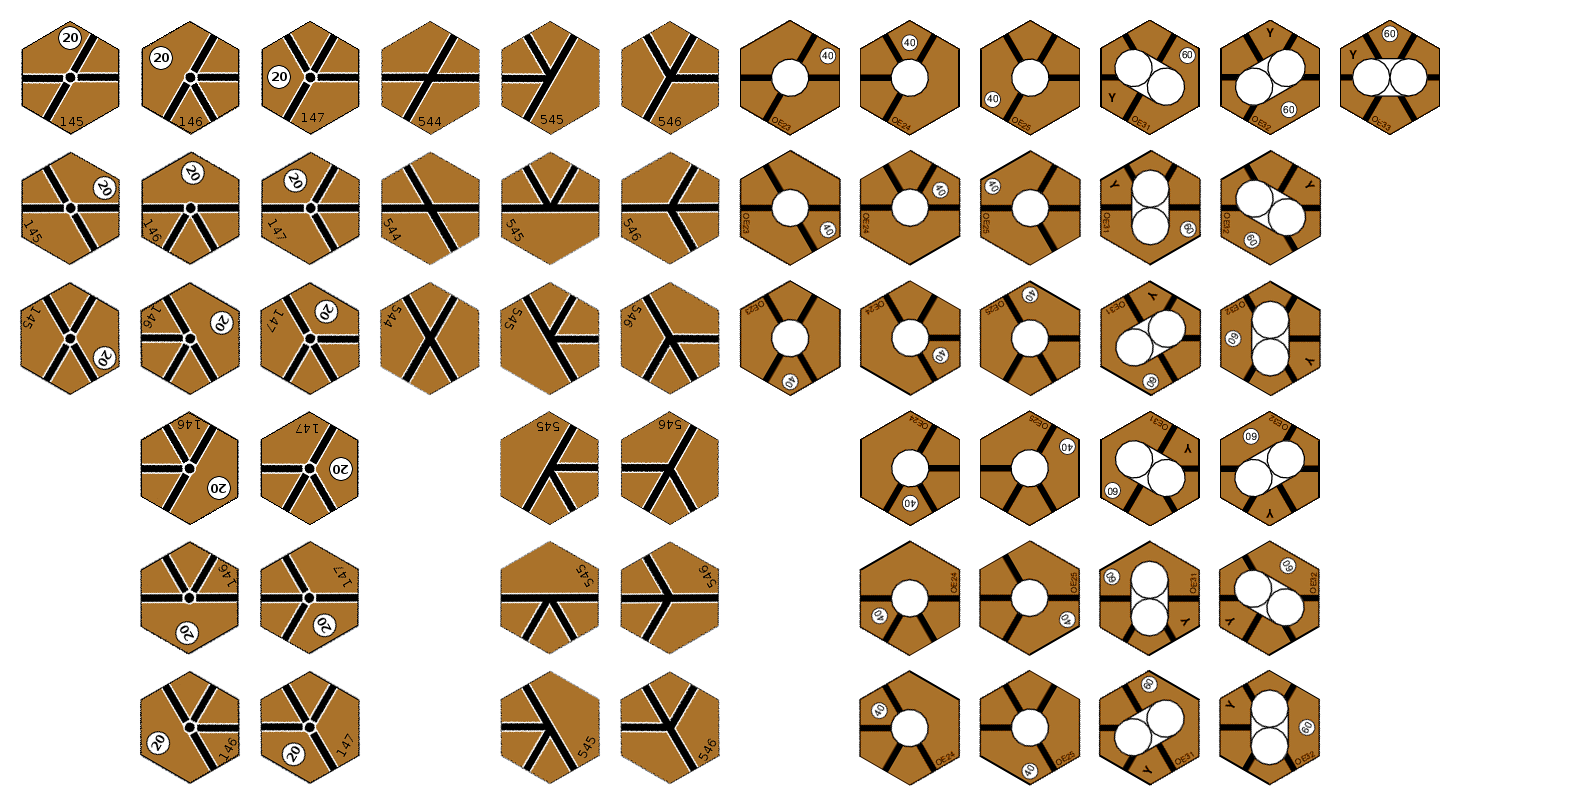 20 20 20 40 40 40 60 Y 60
145 146 147 544 545 546 OE23 OE24 OE25 Y OE31 OE32 60 Y OE33
20 20 20 40 40 40 Y Y
145 146 147 544 545 546 OE23 OE24 OE25 OE31 60 OE32 60
145 146 20 147 20 544 545 546 OE23 OE24 OE25 40 OE31 Y OE32 60
20 40 40 60 Y
146 147 545 546 OE24 OE25 40 OE31 Y OE32 60
20 20 40 60 Y
146 147 545 546 OE24 OE25 60 OE31 60 OE32
20 20 40 40 Y Y
40 60 Y 60
20 20 Y
146 147 545 546 OE24 OE25 40 OE31 Y OE32